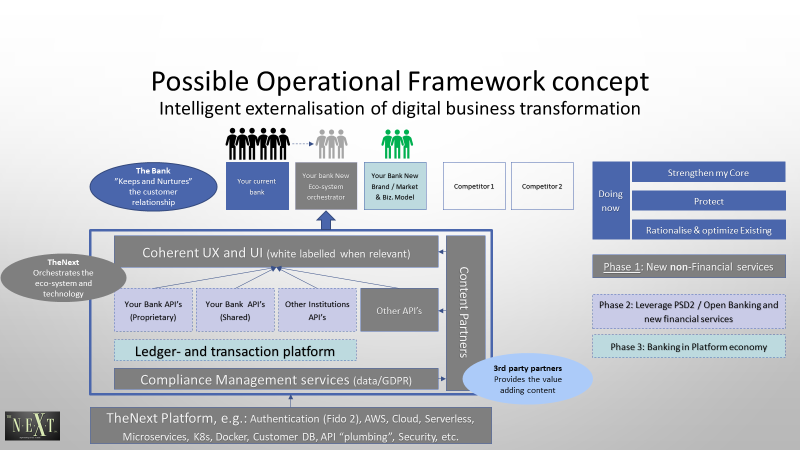 Possible Operational Framework concept
Intelligent externalisation of digital business transformation
The Bank
“Keeps and Nurtures”
the customer
relationship
Your current
bank
Your bank New
Eco-system
orchestrator
Your Bank New
Brand / Market
& Biz. Model
Competitor 1
Competitor 2
Doing
now
Strengthen my Core
Protect
Rationalise & optimize Existing
TheNext
Orchestrates the
eco-system and
technology
Coherent UX and UI (white labelled when relevant)
Content Partners
Phase 1: New non-Financial services
Your Bank API’s
(Proprietary)
Your Bank API’s
(Shared)
Other Institutions
API’s
Other API’s
Phase 2: Leverage PSD2 / Open Banking and
new financial services
Phase 3: Banking in Platform economy
Ledger- and transaction platform
Compliance Management services (data/GDPR)
3rd party partners
Provides the value
adding content
TheNext Platform, e.g.: Authentication (Fido 2), AWS, Cloud, Serverless,
Microservices, K8s, Docker, Customer DB, API “plumbing”, Security, etc.
THE NEXT